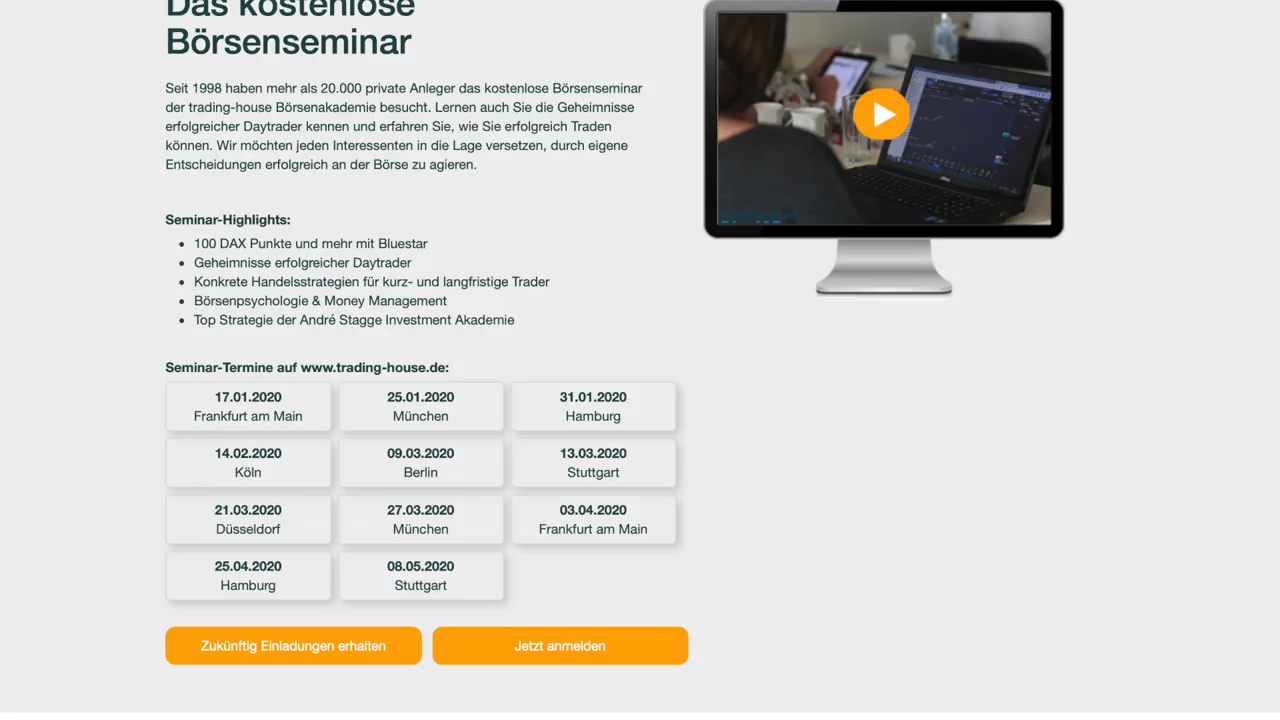 Das kostenlose
Börsenseminar
Seit 1998 haben mehr als 20.000 private Anleger das kostenlose Börsenseminar
der trading-house Börsenakademie besucht. Lernen auch Sie die Geheimnisse
erfolgreicher Daytrader kennen und erfahren Sie, wie Sie erfolgreich Traden
können. Wir möchten jeden Interessenten in die Lage versetzen, durch eigene
Entscheidungen erfolgreich an der Börse zu agieren.
Seminar-Highlights:
• 100 DAX Punkte und mehr mit Bluestar
• Geheimnisse erfolgreicher Daytrader
• Konkrete Handelsstrategien für kurz- und langfristige Trader
• Börsenpsychologie & Money Management
• Top Strategie der André Stagge Investment Akademie
Seminar-Termine auf www.trading-house.de:
17.01.2020
Frankfurt am Main
25.01.2020
München
31.01.2020
Hamburg
14.02.2020
Köln
09.03.2020
Berlin
13.03.2020
Stuttgart
21.03.2020
Düsseldorf
27.03.2020
München
03.04.2020
Frankfurt am Main
25.04.2020
Hamburg
08.05.2020
Stuttgart
Zukünftig Einladungen erhalten
Jetzt anmelden